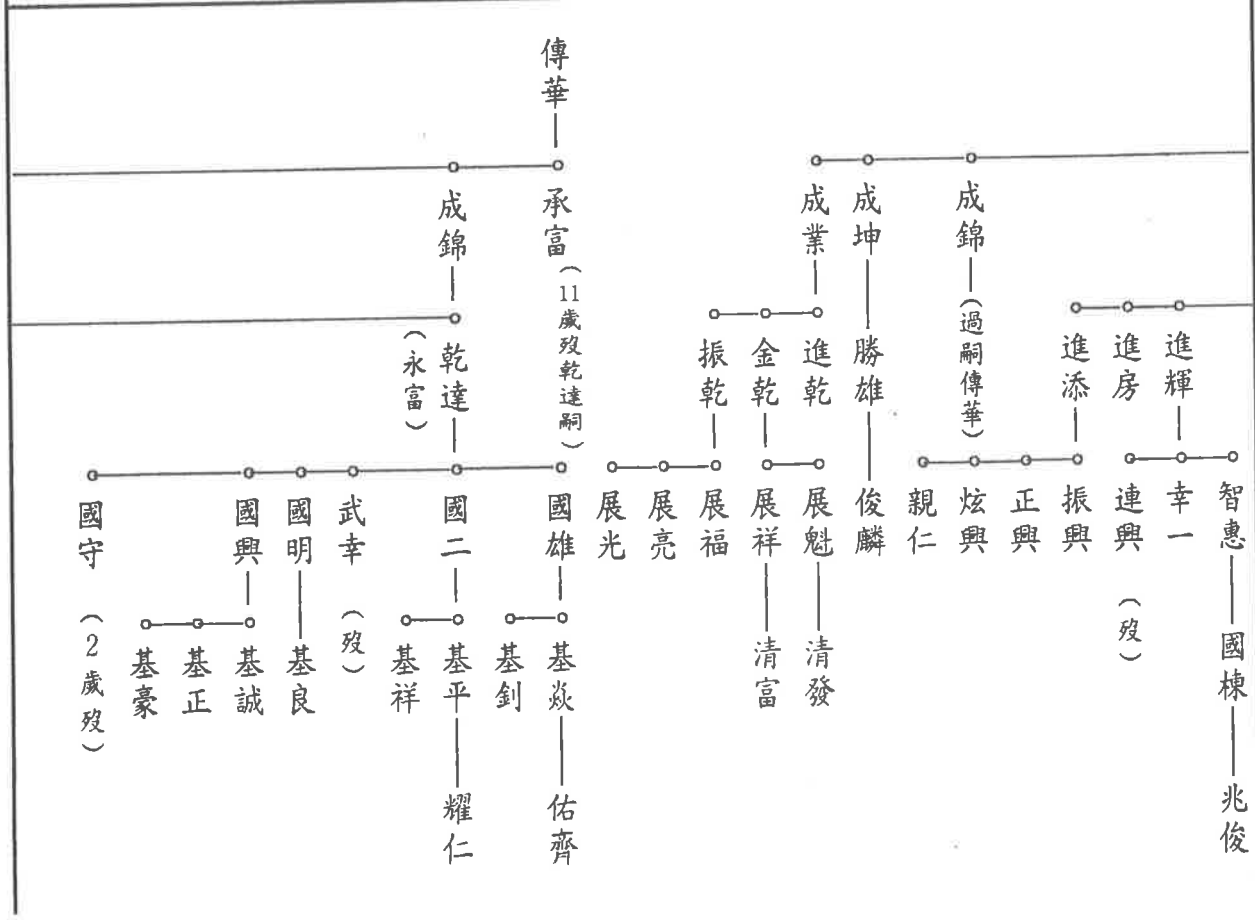 智惠
國棟
兆俊
進輝
幸一
進房
連興
（歿）
進添
振興
正興
成錦
（過嗣傳華）
炫興
親仁
成坤
勝雄
俊麟
成業
進乾
展魁
清發
金乾
展祥
清富
振乾
展福
展亮
展光
傳華
承富
（11歲歿乾達嗣）
國雄
基焱
佑齊
基釗
成錦
乾達
（永富）
國二
基平
耀仁
基祥
武幸
（歿）
國明
基良
國興
基誠
基正
基豪
國守
（2歲歿）